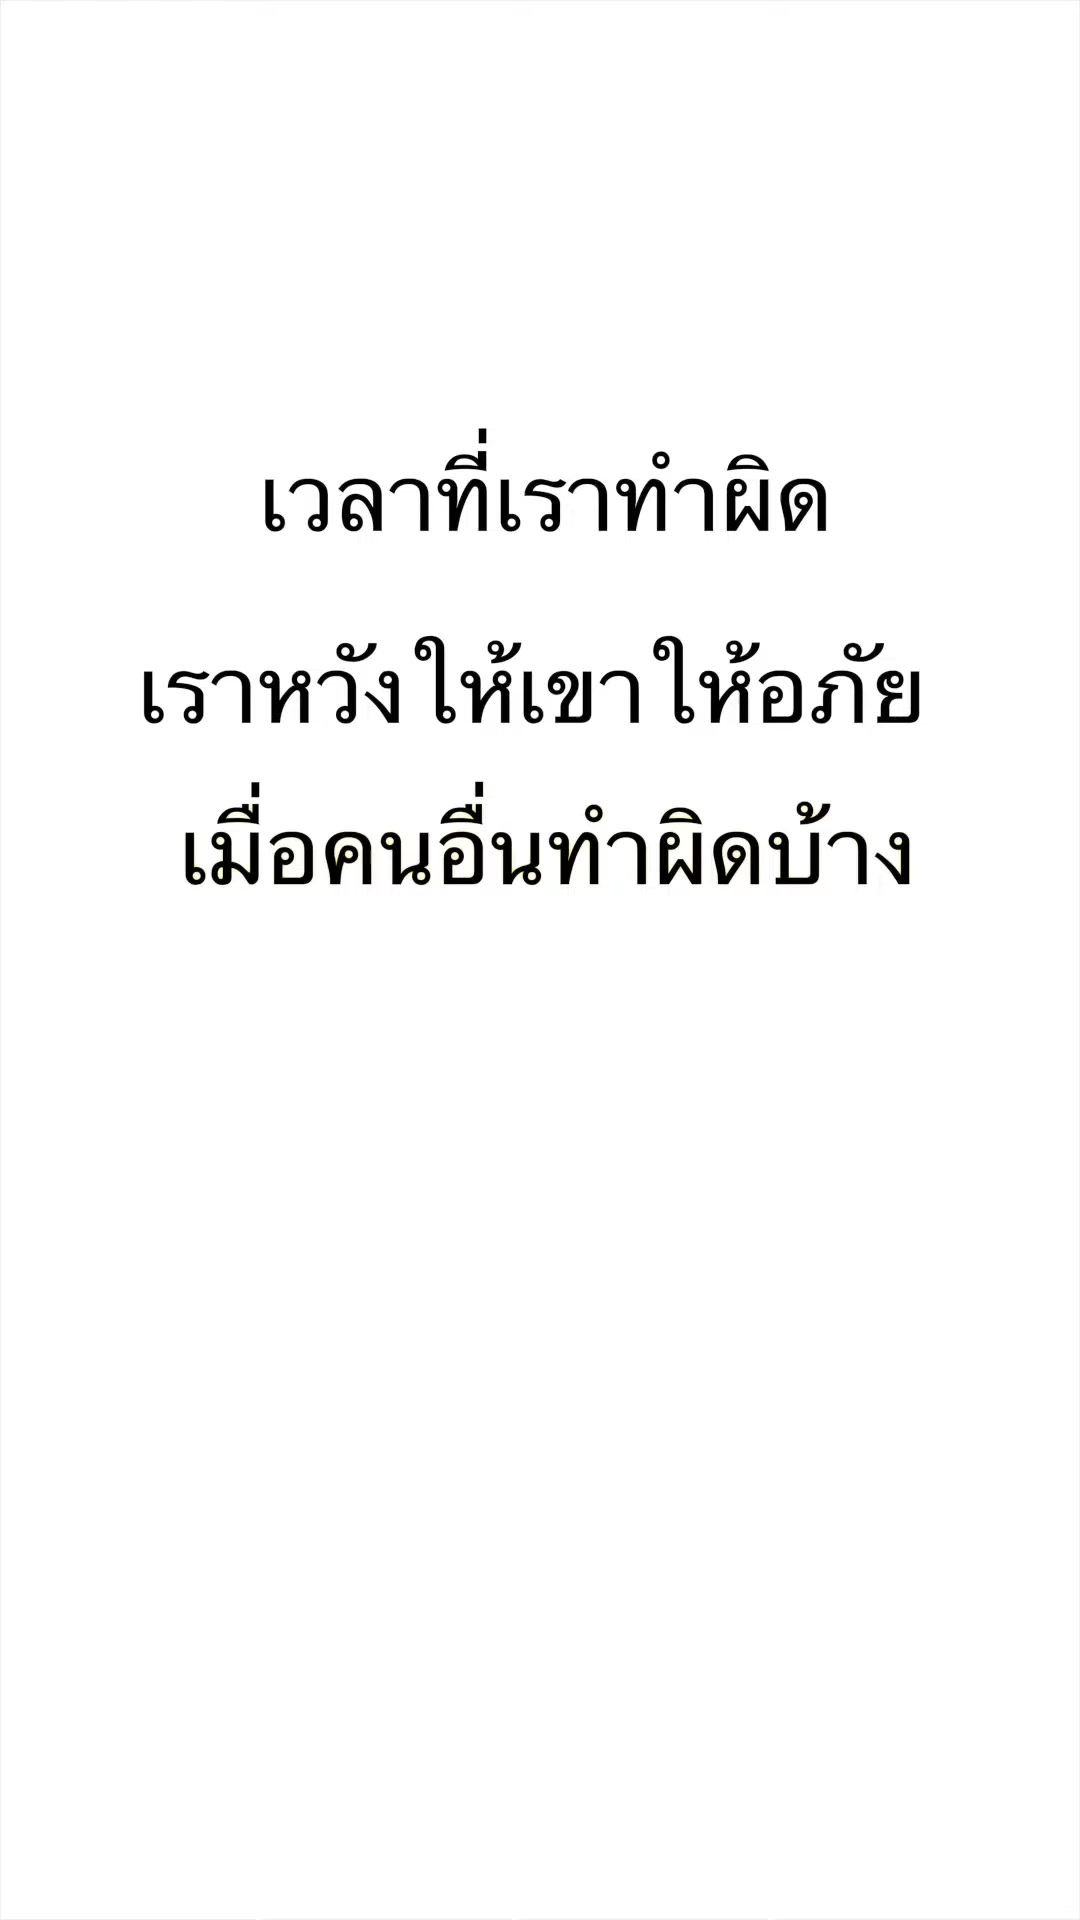 เวลาที่เราทำผิด
เราหวังให้เขาให้อภัย
เมื่อคนอื่นทำผิดบ้าง